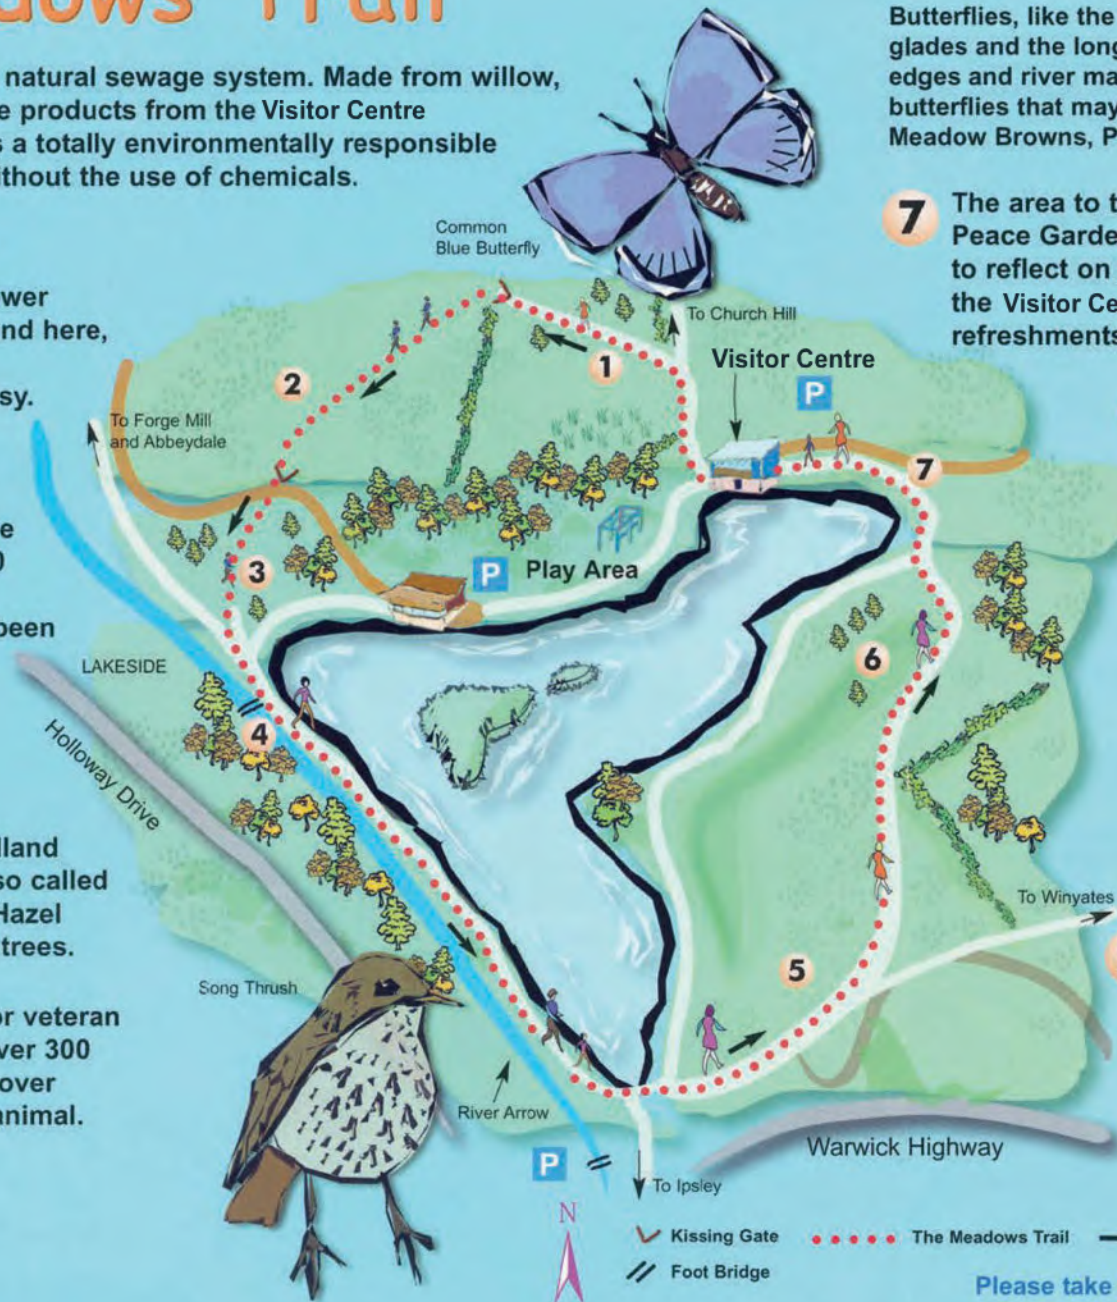 dows Trail
natural sewage system. Made from willow,
e products from the Visitor Centre
s a totally environmentally responsible
ithout the use of chemicals.
Butterflies, like the
glades and the long
edges and river ma
butterflies that may
Meadow Browns, P
7
The area to t
Peace Garde
to reflect on
the Visitor Ce
refreshments
wer
nd here,
sy.
e
0
been
lland
so called
Hazel
trees.
or veteran
ver 300
over
animal.
Common
Blue Butterfly
To Church Hill
Visitor Centre
P
1
2
To Forge Mill
and Abbeydale
7
3
P
Play Area
6
LAKESIDE
4
Holloway Drive
To Winyates
5
Song Thrush
River Arrow
Warwick Highway
P
To Ipsley
N
Kissing Gate
The Meadows Trail
Foot Bridge
Please take